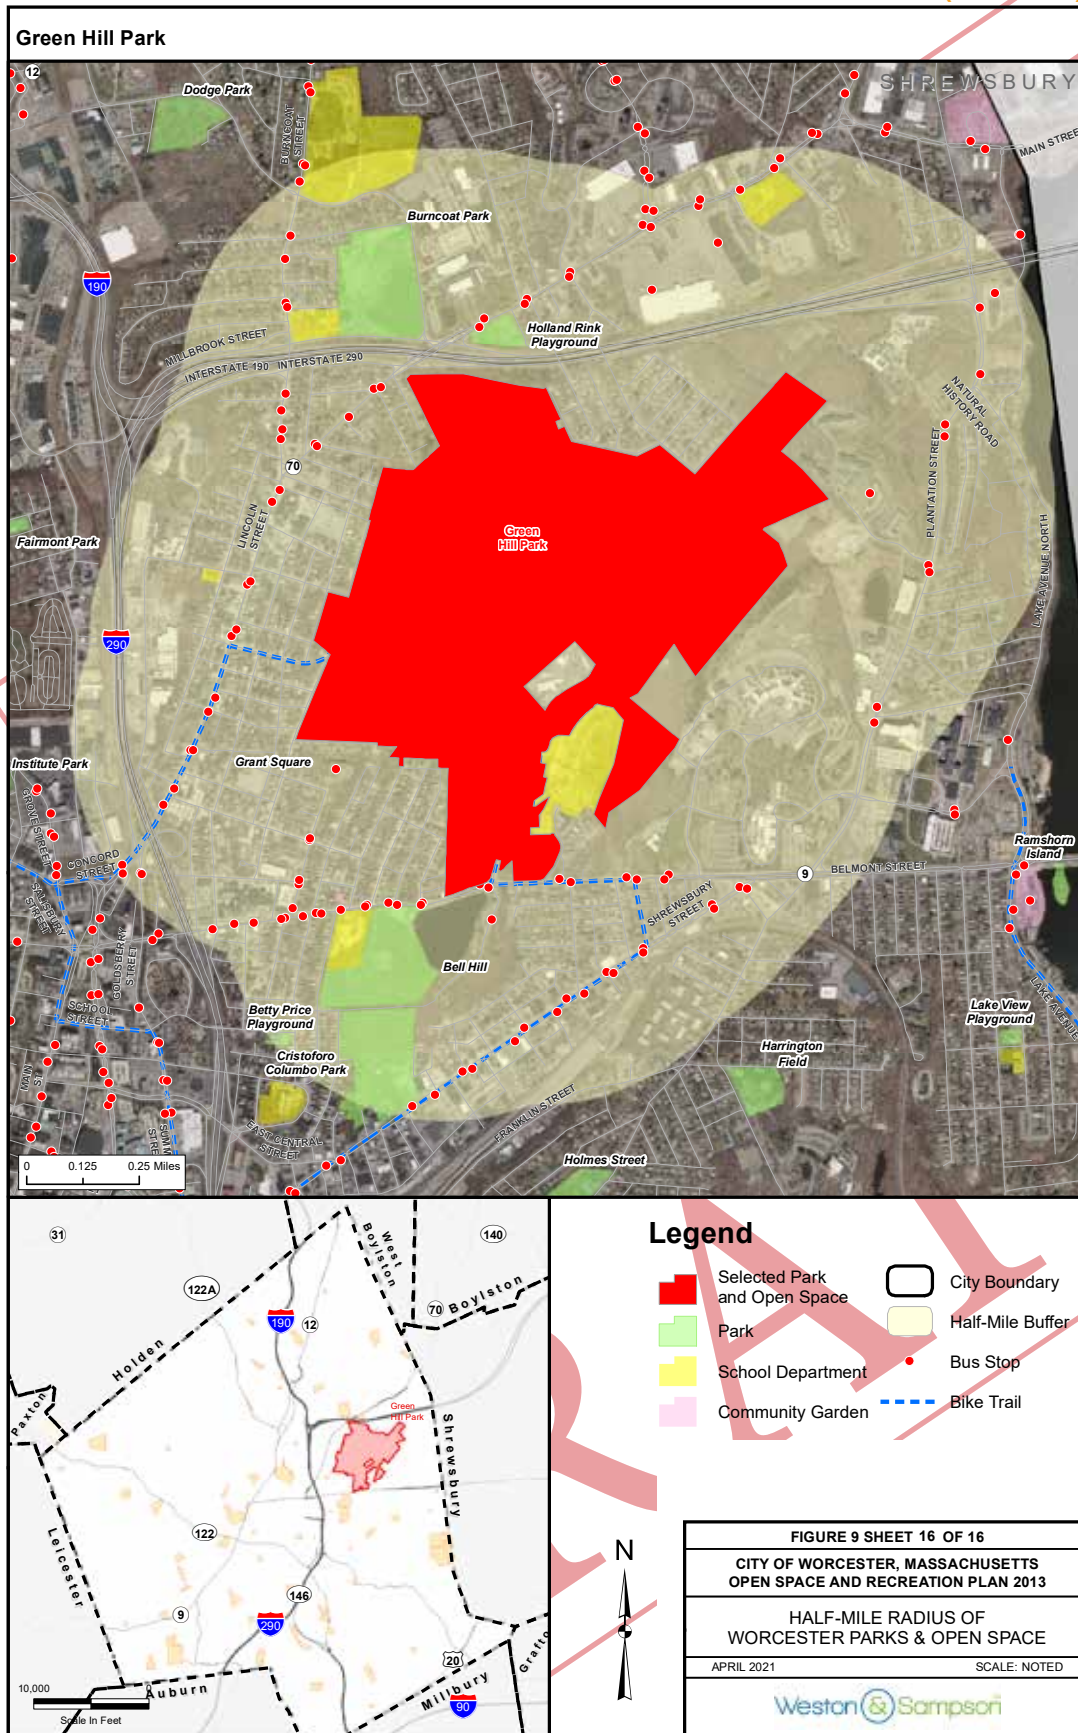 Green Hill Park
12
Dodge Park
SHREWSBURY
BURNCOAT
STREET
MAIN STREE
Burncoat Park
190
Holland Rink
Playground
MILLBROOK STREET
INTERSTATE 190 INTERSTATE 290
NATURAL
HISTORY ROAD
70
PLANTATION STREET
LINCOLN
STREET
Green
Hill Park
Fairmont Park
LAKE AVENUE NORTH
290
Institute Park
Grant Square
GROVE STREET
CONCORD
STREET
SALISBURY
STREET
Ramshorn
Island
BELMONT STREET
9
SHREWSBURY
STREET
GOLDSBERRY
STREET
Bell Hill
SCHOOL
STREET
Betty Price
Playground
Lake View
Playground
LAKE AVENUE
Harrington
Field
Cristoforo
Columbo Park
MAIN
ST
FRANKLIN STREET
EAST CENTRAL
STREET
SUMM
STRE
Holmes Street
0 0.125 0.25 Miles
31
140
West
Boylston
122A
70 Boylston
190
12
Holden
Paxton
Green
Hill Park
Shrewsbury
122
Leicester
146
9
290
20
Grafto
Millbury
Auburn
90
10,000
Scale In Feet
Legend
Selected Park
and Open Space
Park
School Department
Community Garden
City Boundary
Half-Mile Buffer
Bus Stop
Bike Trail
N
FIGURE 9 SHEET 16 OF 16
CITY OF WORCESTER, MASSACHUSETTS
OPEN SPACE AND RECREATION PLAN 2013
HALF-MILE RADIUS OF
WORCESTER PARKS & OPEN SPACE
APRIL 2021 SCALE: NOTED
Weston & Sampson